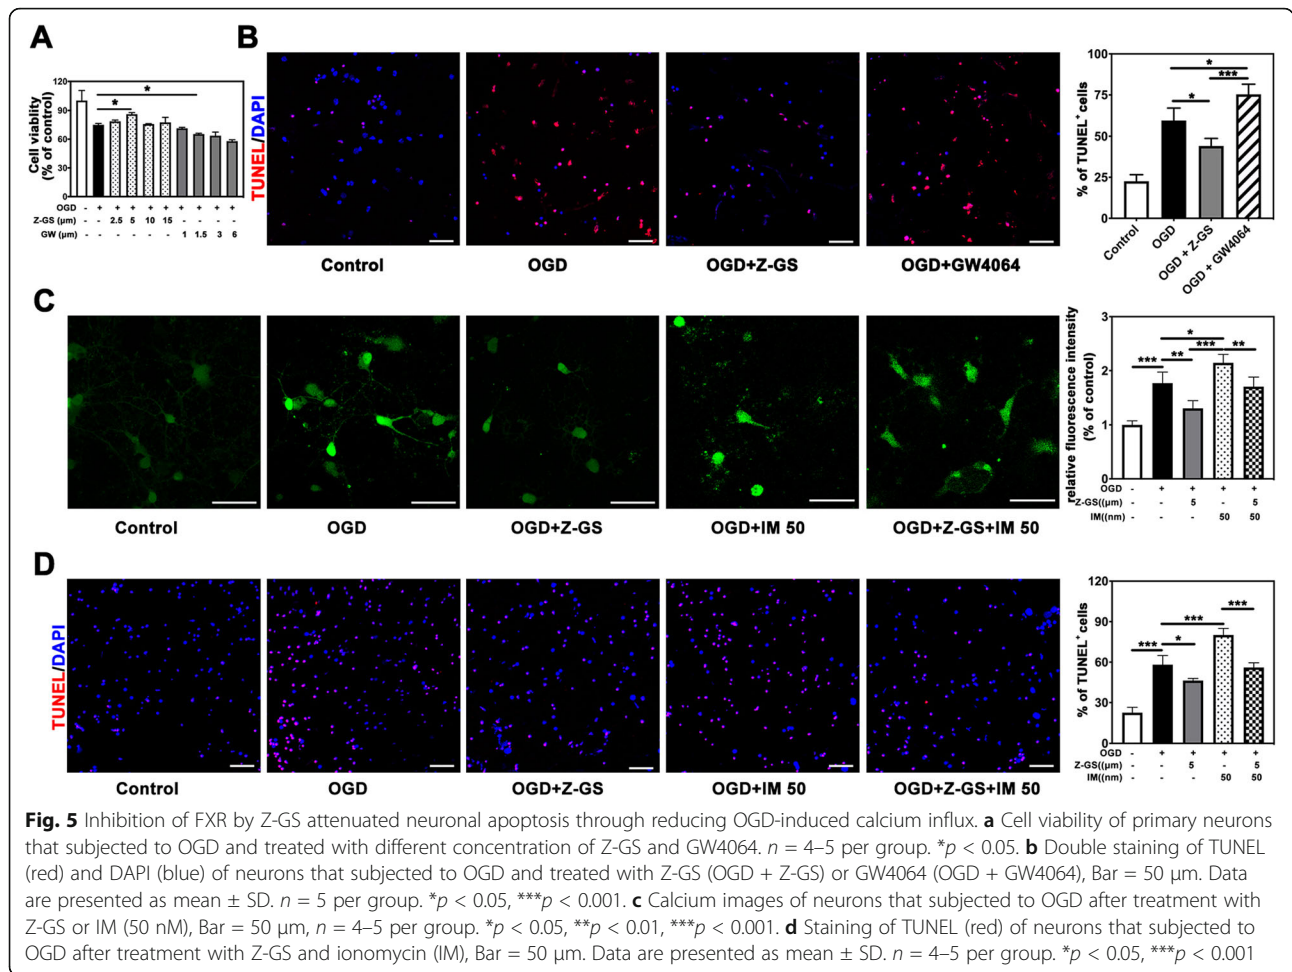 A
Cell viablity
(% of control)
120
90
60
30
0
*
*
OGD - + + + + + + + + +
Z-GS (μm) - - 2.5 5 10 15 - - - -
GW (μm) - - - - - - 1 1.5 3 6
B
TUNEL/DAPI
Control
OGD
OGD+Z-GS
OGD+GW4064
% of TUNEL+ cells
100
75
50
25
0
*
***
*
Control
OGD
OGD + Z-GS
OGD + GW4064
C
Control
OGD
OGD+Z-GS
OGD+IM 50
OGD+Z-GS+IM 50
relative fluorescence intensity
(% of control)
3
2
1
0
*
*** ** *** **
OGD - + + + +
Z-GS((μm) - - 5 - 5
IM((nm) - - - 50 50
D
TUNEL/DAPI
Control
OGD
OGD+Z-GS
OGD+IM 50
OGD+Z-GS+IM 50
% of TUNEL+ cells
120
90
60
30
0
***
***
*** *
OGD - + + + +
Z-GS((μm) - - 5 - 5
IM((nm) - - - 50 50
Fig. 5 Inhibition of FXR by Z-GS attenuated neuronal apoptosis through reducing OGD-induced calcium influx. a Cell viability of primary neurons
that subjected to OGD and treated with different concentration of Z-GS and GW4064. n = 4–5 per group. *p < 0.05. b Double staining of TUNEL
(red) and DAPI (blue) of neurons that subjected to OGD and treated with Z-GS (OGD + Z-GS) or GW4064 (OGD + GW4064), Bar = 50 μm. Data
are presented as mean ± SD. n = 5 per group. *p < 0.05, ***p < 0.001. c Calcium images of neurons that subjected to OGD after treatment with
Z-GS or IM (50 nM), Bar = 50 μm, n = 4–5 per group. *p < 0.05, **p < 0.01, ***p < 0.001. d Staining of TUNEL (red) of neurons that subjected to
OGD after treatment with Z-GS and ionomycin (IM), Bar = 50 μm. Data are presented as mean ± SD. n = 4–5 per group. *p < 0.05, ***p < 0.001